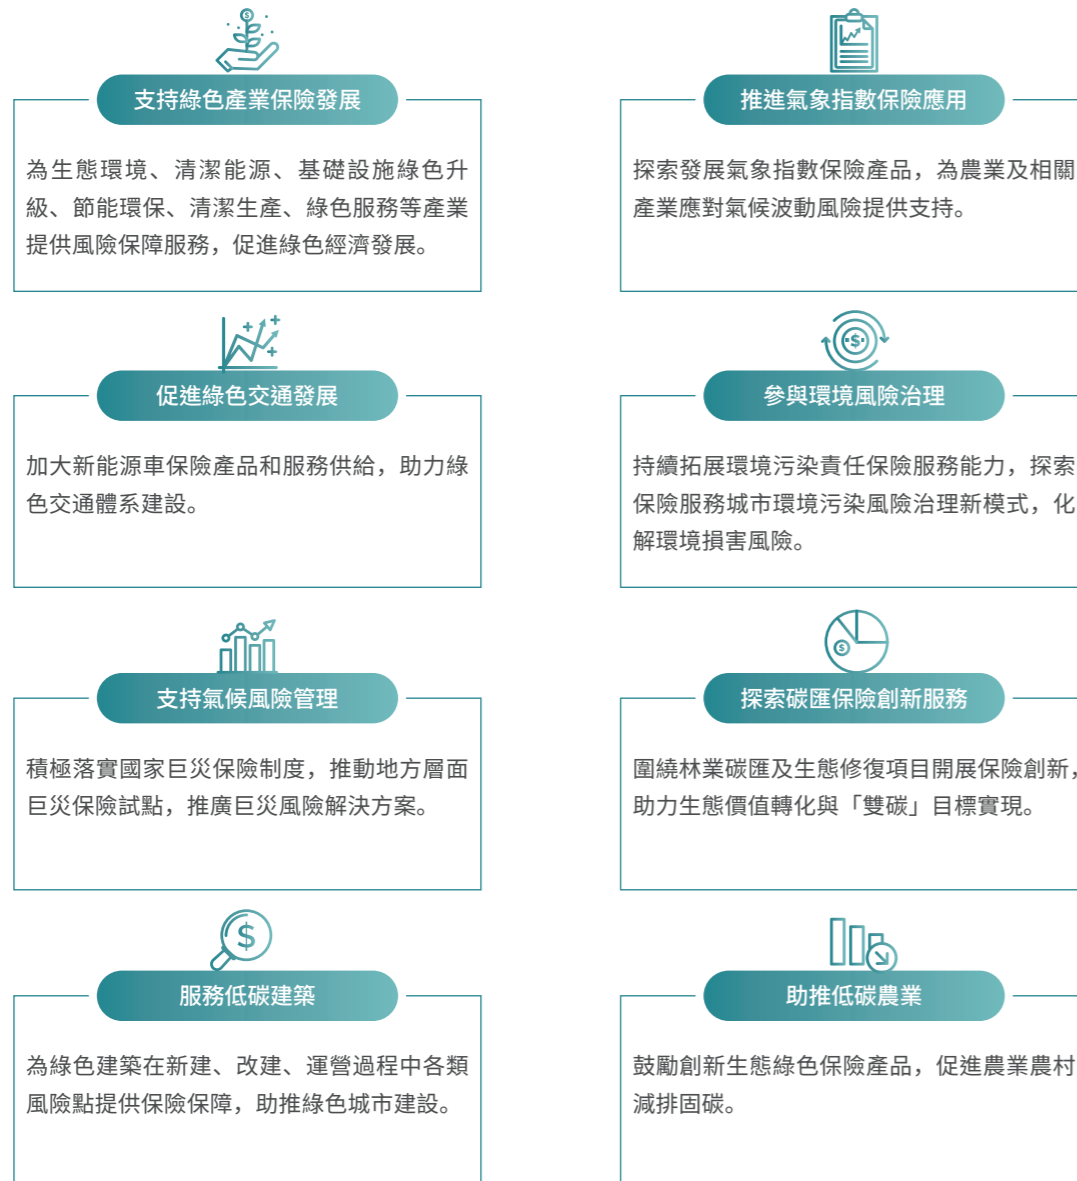 支持綠色產業保險發展
為生態環境、清潔能源、基礎設施綠色升
級、節能環保、清潔生產、綠色服務等產業
提供風險保障服務，促進綠色經濟發展。
推進氣象指數保險應用
探索發展氣象指數保險產品，為農業及相關
產業應對氣候波動風險提供支持。
促進綠色交通發展
加大新能源車保險產品和服務供給，助力綠
色交通體系建設。
參與環境風險治理
持續拓展環境污染責任保險服務能力，探索
保險服務城市環境污染風險治理新模式，化
解環境損害風險。
支持氣候風險管理
積極落實國家巨災保險制度，推動地方層面
巨災保險試點，推廣巨災風險解決方案。
探索碳匯保險創新服務
圍繞林業碳匯及生態修復項目開展保險創新，
助力生態價值轉化與「雙碳」目標實現。
服務低碳建築
為綠色建築在新建、改建、運營過程中各類
風險點提供保險保障，助推綠色城市建設。
助推低碳農業
鼓勵創新生態綠色保險產品，促進農業農村
減排固碳。